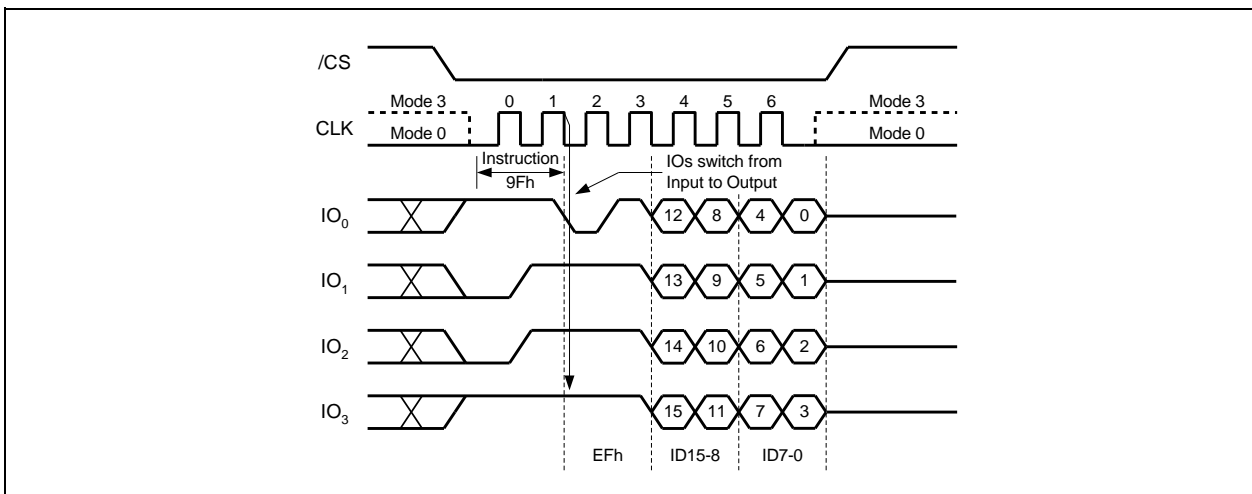 /CS
Mode 3 0 1 2 3 4 5 6 Mode 3
CLK
Mode 0 Mode 0
Instruction
9Fh
IOs switch from
Input to Output
IO0 12 8 4 0
IO1 13 9 5 1
IO2 14 10 6 2
IO3 15 11 7 3
EFh ID15-8 ID7-0